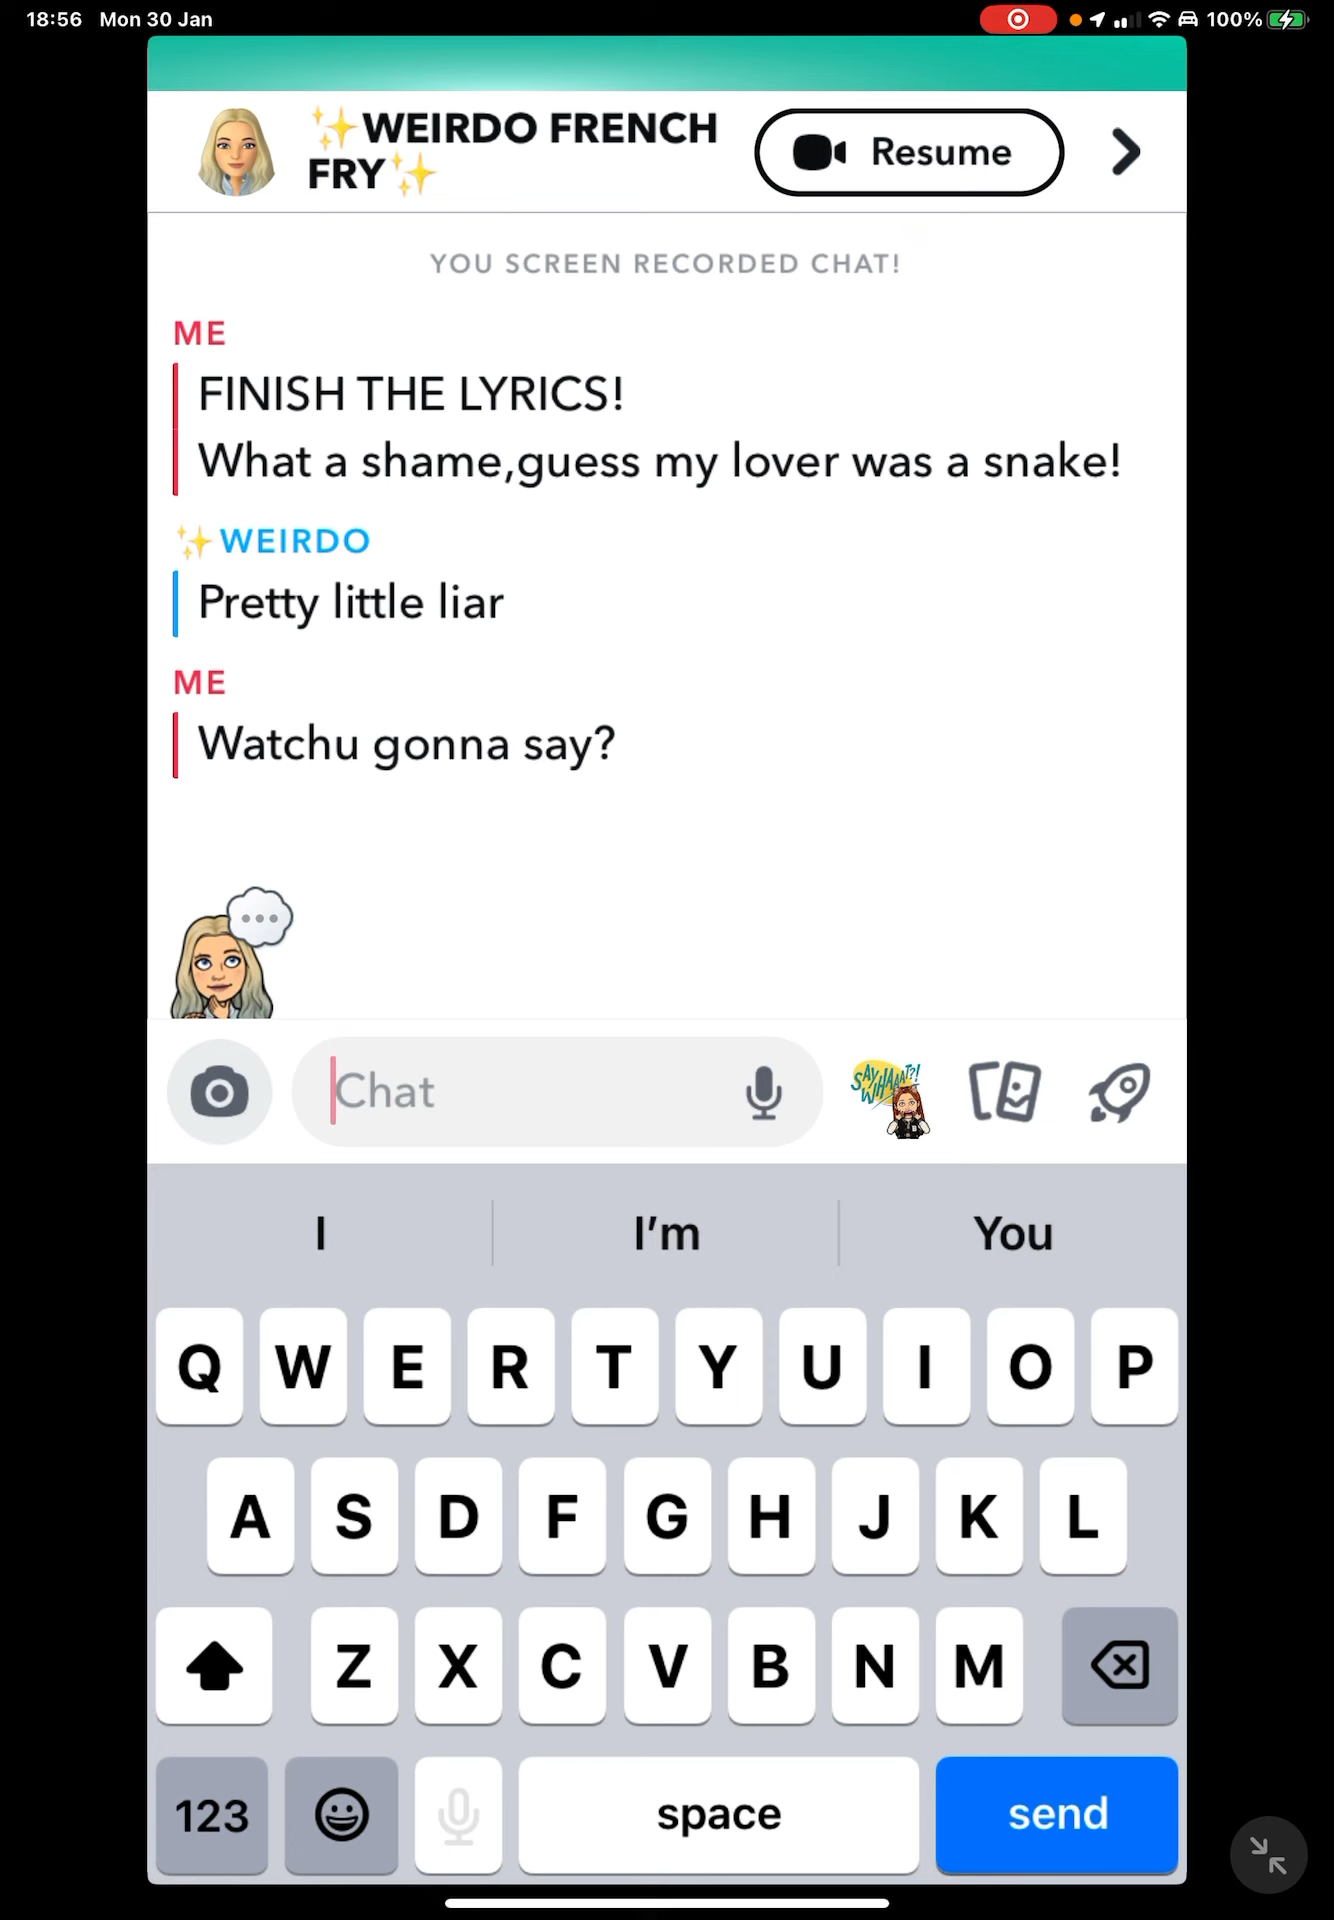 18:56 Mon 30 Jan 100%
✨WEIRDO FRENCH
FRY✨
Resume
YOU SCREEN RECORDED CHAT!
ME
FINISH THE LYRICS!
What a shame,guess my lover was a snake!
✨WEIRDO
Pretty little liar
ME
Watchu gonna say?
Chat
SAY WHAAAT?!
I I'm You
Q W E R T Y U I O P
A S D F G H J K L
Z X C V B N M
123 space send